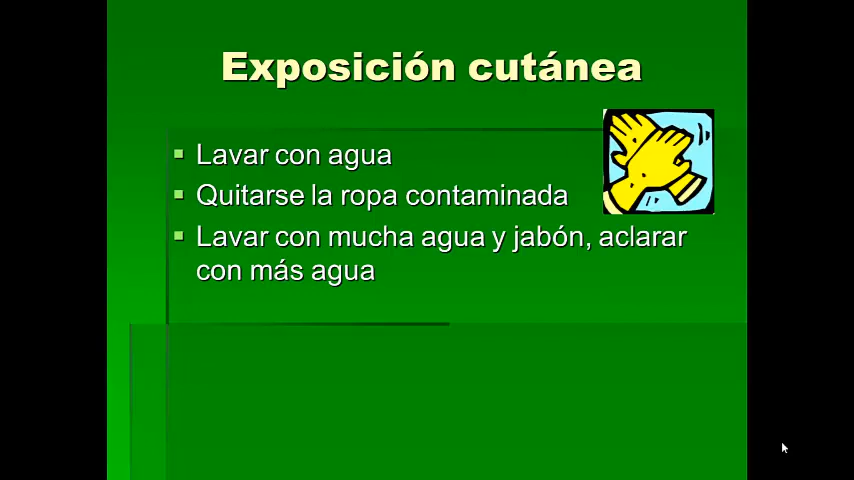 Exposición cutánea
Lavar con agua
Quitarse la ropa contaminada
Lavar con mucha agua y jabón, aclarar
con más agua